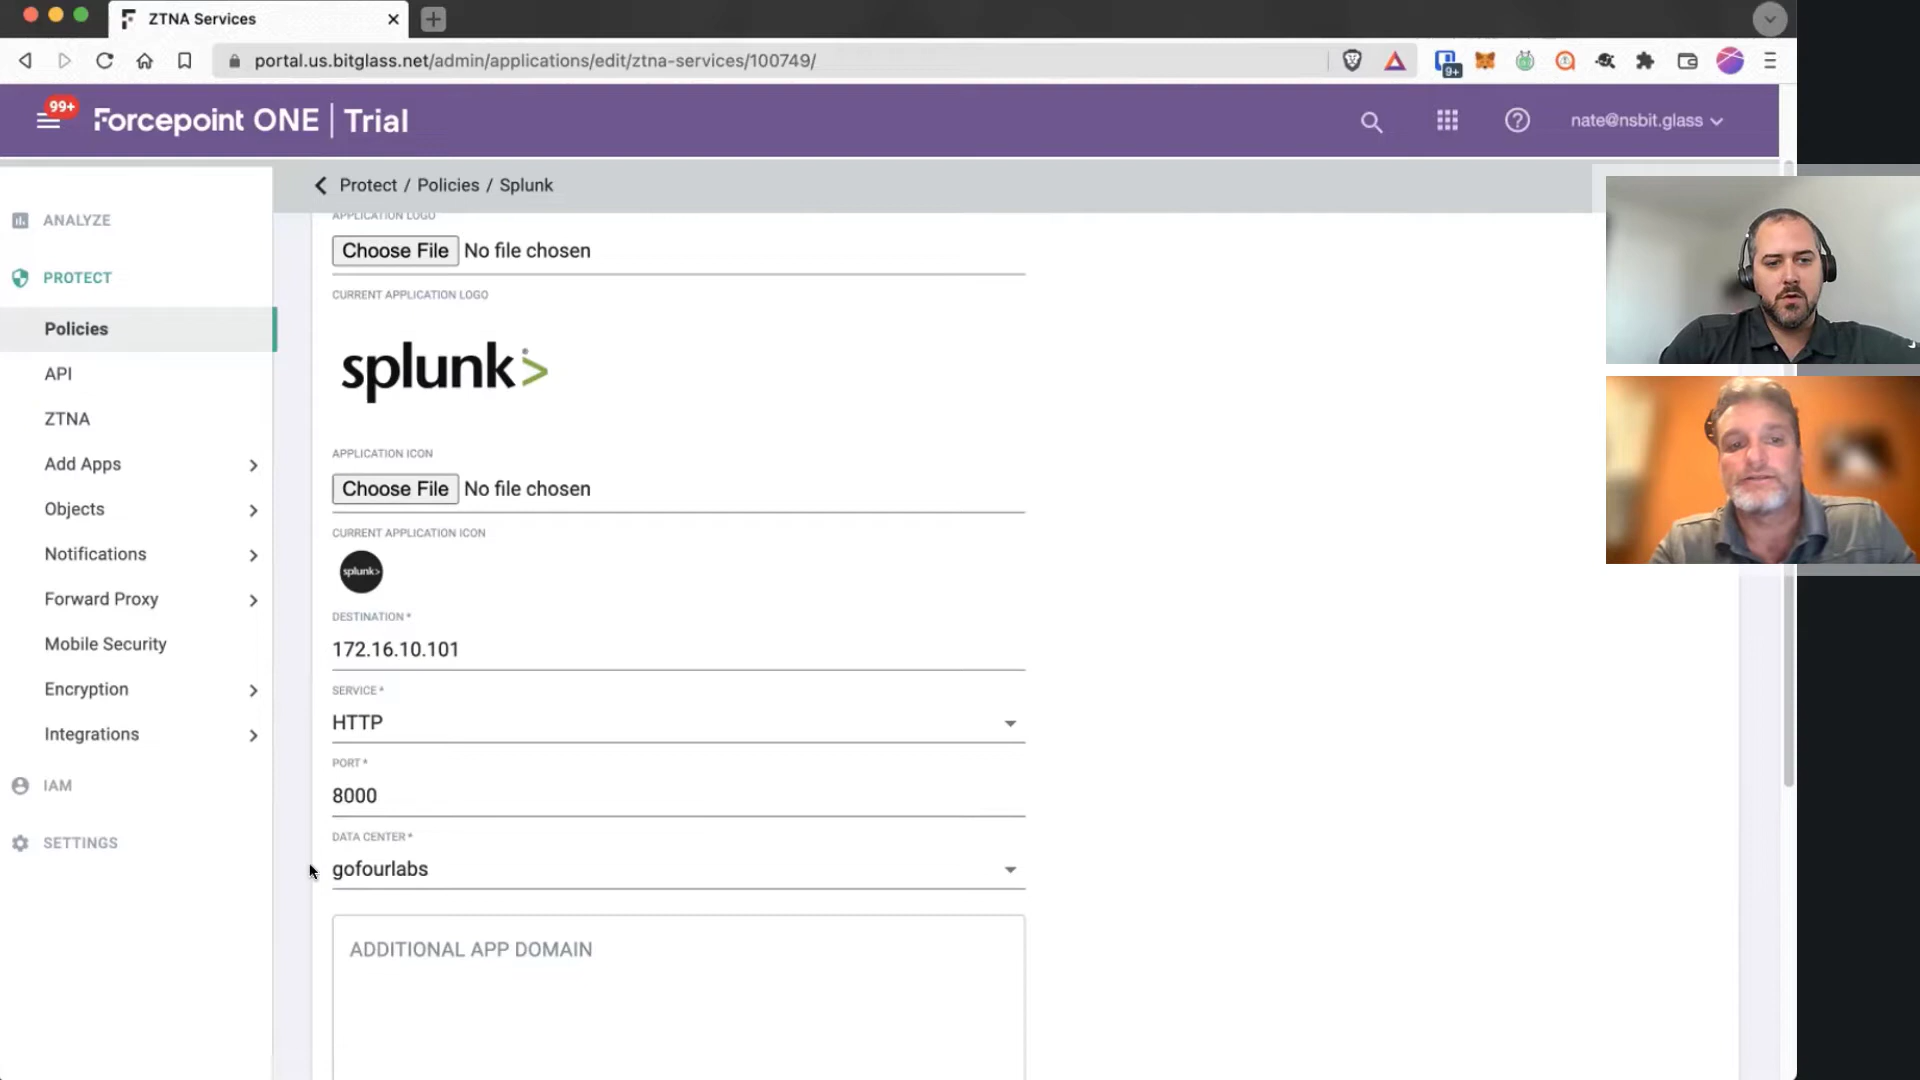 ZTNA Services
portal.us.bitglass.net/admin/applications/edit/ztna-services/100749/
9+
99+
Forcepoint ONE | Trial
nate@nsbit.glass
Protect / Policies / Splunk
ANALYZE
PROTECT
Policies
API
ZTNA
Add Apps
Objects
Notifications
Forward Proxy
Mobile Security
Encryption
Integrations
IAM
SETTINGS
APPLICATION LOGO
Choose File No file chosen
CURRENT APPLICATION LOGO
splunk>
APPLICATION ICON
Choose File No file chosen
CURRENT APPLICATION ICON
splunk>
DESTINATION *
172.16.10.101
SERVICE *
HTTP
PORT *
8000
DATA CENTER *
gofourlabs
ADDITIONAL APP DOMAIN